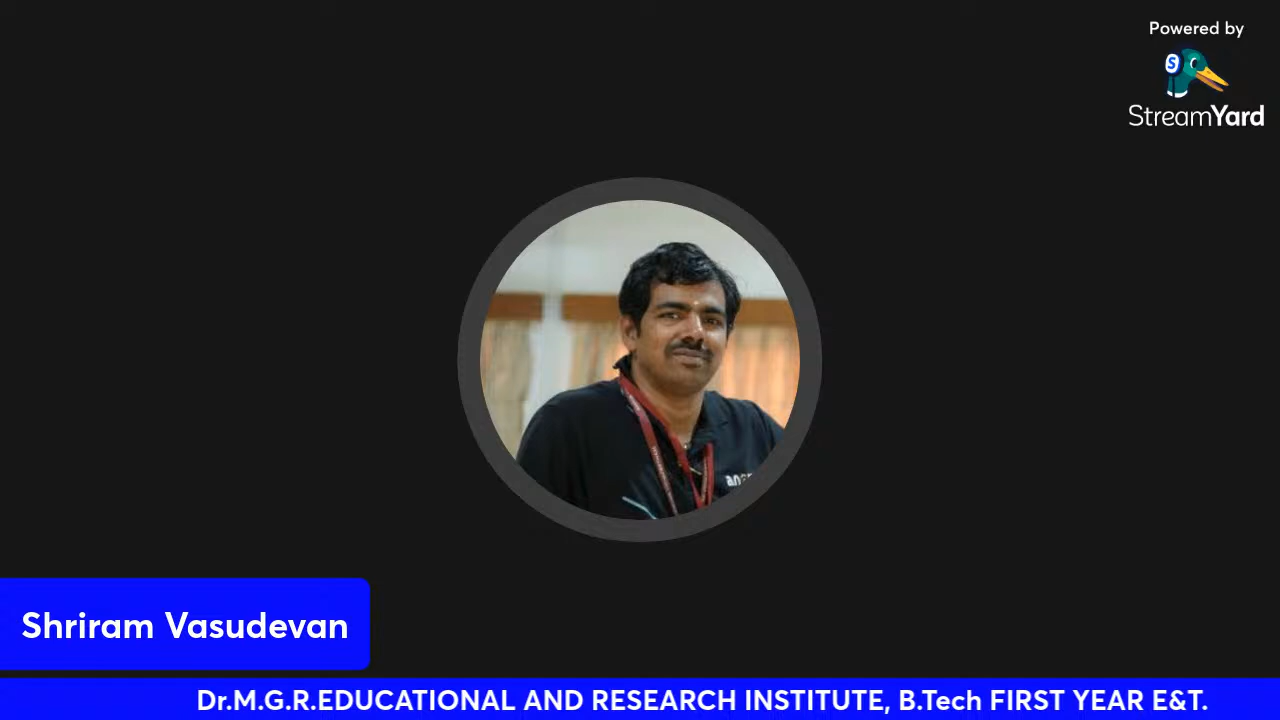 Powered by
S
StreamYard
Shriram Vasudevan
Dr.M.G.R.EDUCATIONAL AND RESEARCH INSTITUTE, B.Tech FIRST YEAR E&T.